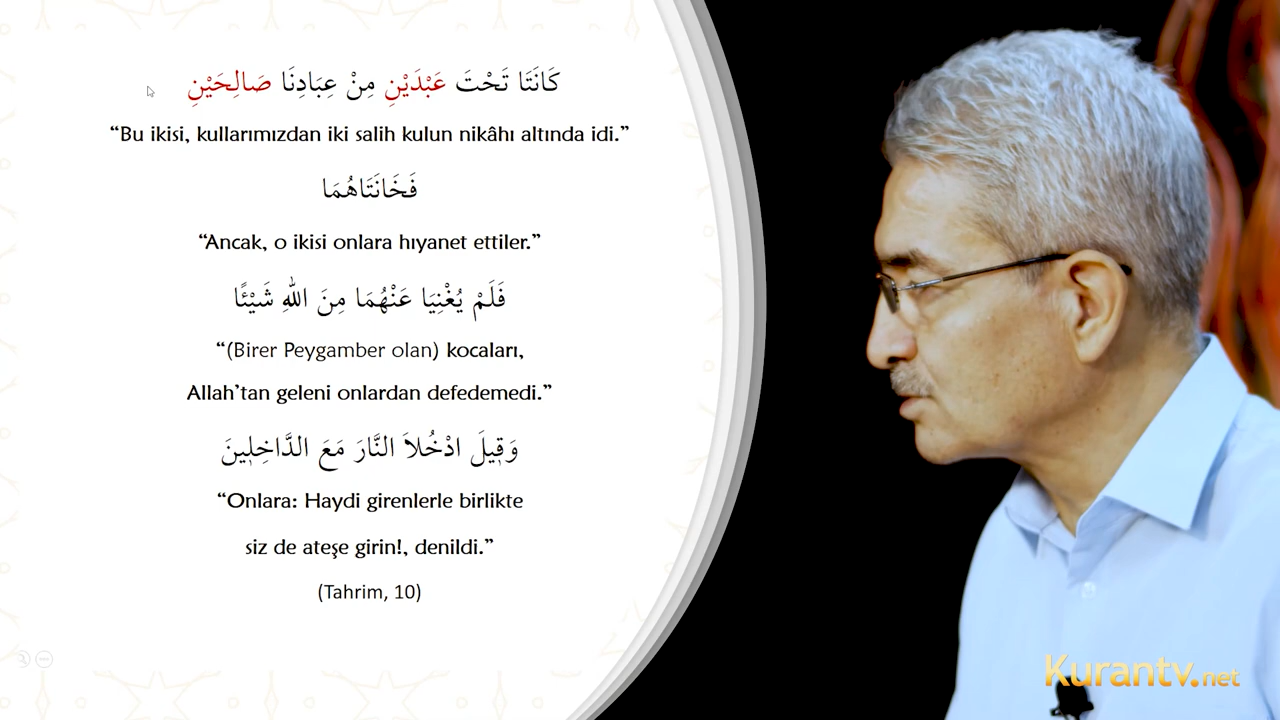 كَانَتَا تَحْتَ عَبْدَيْنِ مِنْ عِبَادِنَا صَالِحَيْنِ
“Bu ikisi, kullarımızdan iki salih kulun nikâhı altında idi.”
فَخَانَتَاهُمَا
“Ancak, o ikisi onlara hıyanet ettiler.”
فَلَمْ يُغْنِيَا عَنْهُمَا مِنَ اللهِ شَيْئًا
“(Birer Peygamber olan) kocaları,
Allah’tan geleni onlardan defedemedi.”
وَقٖيلَ ادْخُلاَ النَّارَ مَعَ الدَّاخِلٖينَ
“Onlara: Haydi girenlerle birlikte
siz de ateşe girin!, denildi.”
(Tahrim, 10)
Kurantv.net